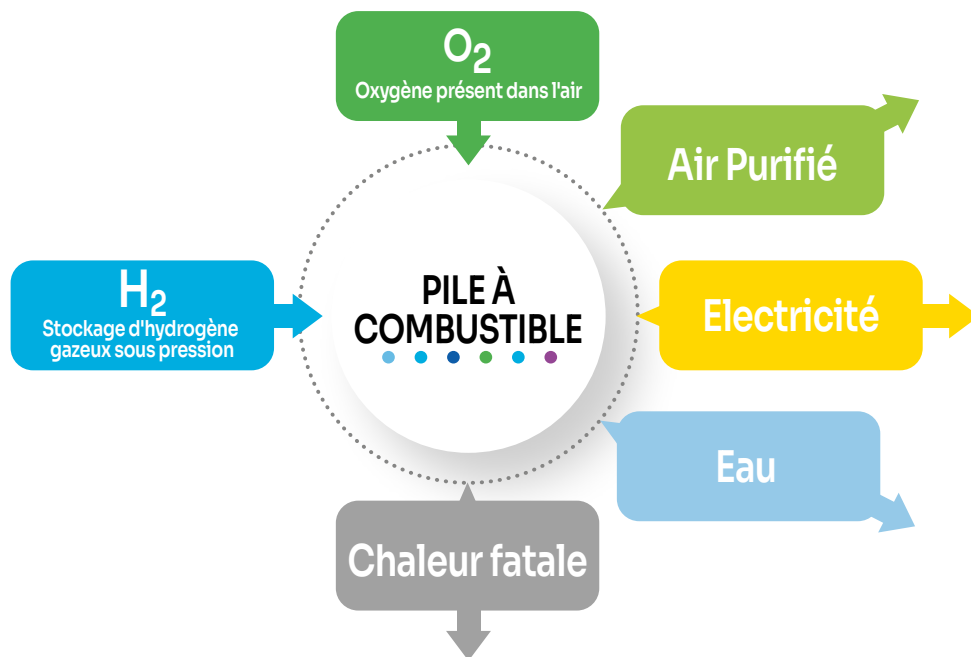 O₂
Oxygène présent dans l'air
Air Purifié
H₂
Stockage d'hydrogène
gazeux sous pression
PILE À
COMBUSTIBLE
Electricité
Eau
Chaleur fatale